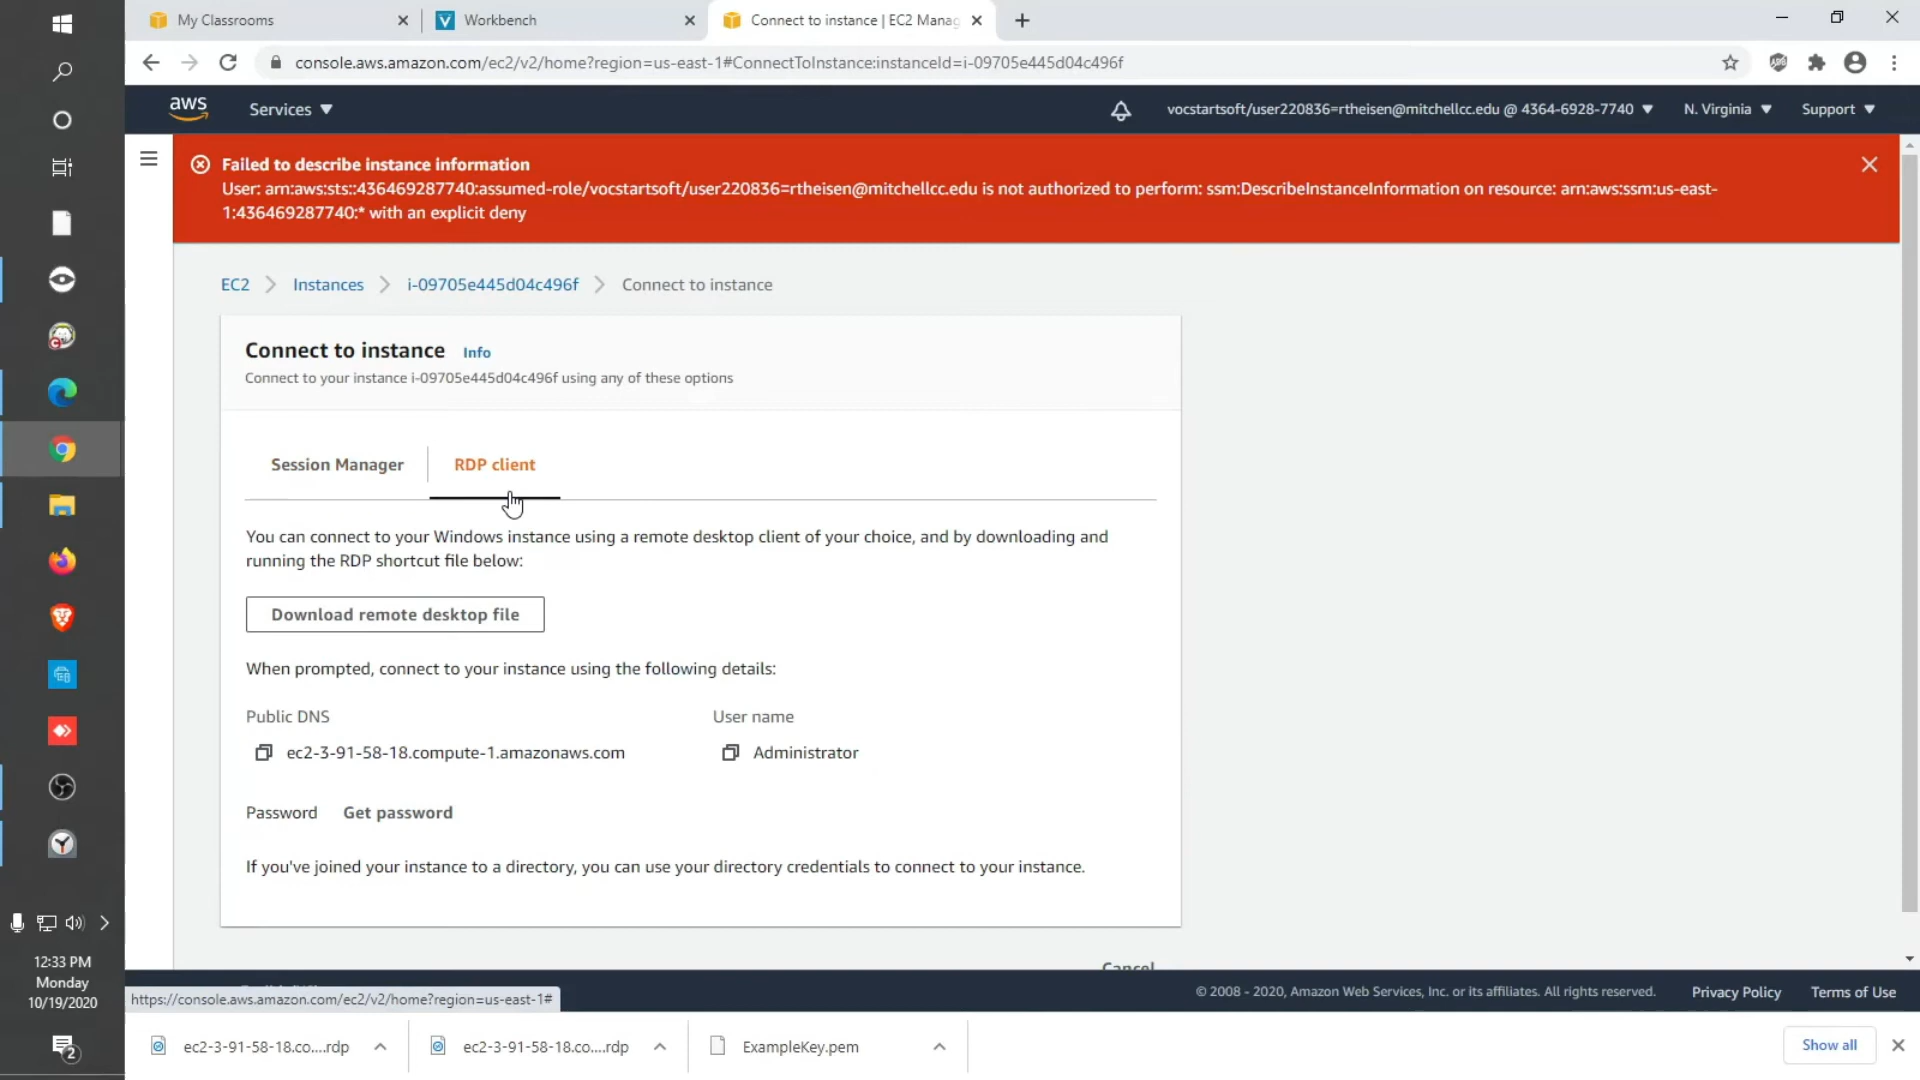 My Classrooms
Workbench
Connect to instance | EC2 Manag
console.aws.amazon.com/ec2/v2/home?region=us-east-1#ConnectToInstance:instanceId=i-09705e445d04c496f
aws
Services
vocstartsoft/user220836=rtheisen@mitchellcc.edu @ 4364-6928-7740
N. Virginia
Support
Failed to describe instance information
User: arn:aws:sts::436469287740:assumed-role/vocstartsoft/user220836=rtheisen@mitchellcc.edu is not authorized to perform: ssm:DescribeInstanceInformation on resource: arn:aws:ssm:us-east-
1:436469287740:* with an explicit deny
EC2
Instances
i-09705e445d04c496f
Connect to instance
Connect to instance
Info
Connect to your instance i-09705e445d04c496f using any of these options
Session Manager
RDP client
You can connect to your Windows instance using a remote desktop client of your choice, and by downloading and
running the RDP shortcut file below:
Download remote desktop file
When prompted, connect to your instance using the following details:
Public DNS
User name
ec2-3-91-58-18.compute-1.amazonaws.com
Administrator
Password
Get password
If you've joined your instance to a directory, you can use your directory credentials to connect to your instance.
Cancel
https://console.aws.amazon.com/ec2/v2/home?region=us-east-1#
© 2008 - 2020, Amazon Web Services, Inc. or its affiliates. All rights reserved.
Privacy Policy
Terms of Use
ec2-3-91-58-18.co....rdp
ec2-3-91-58-18.co....rdp
ExampleKey.pem
Show all
12:33 PM
Monday
10/19/2020
2